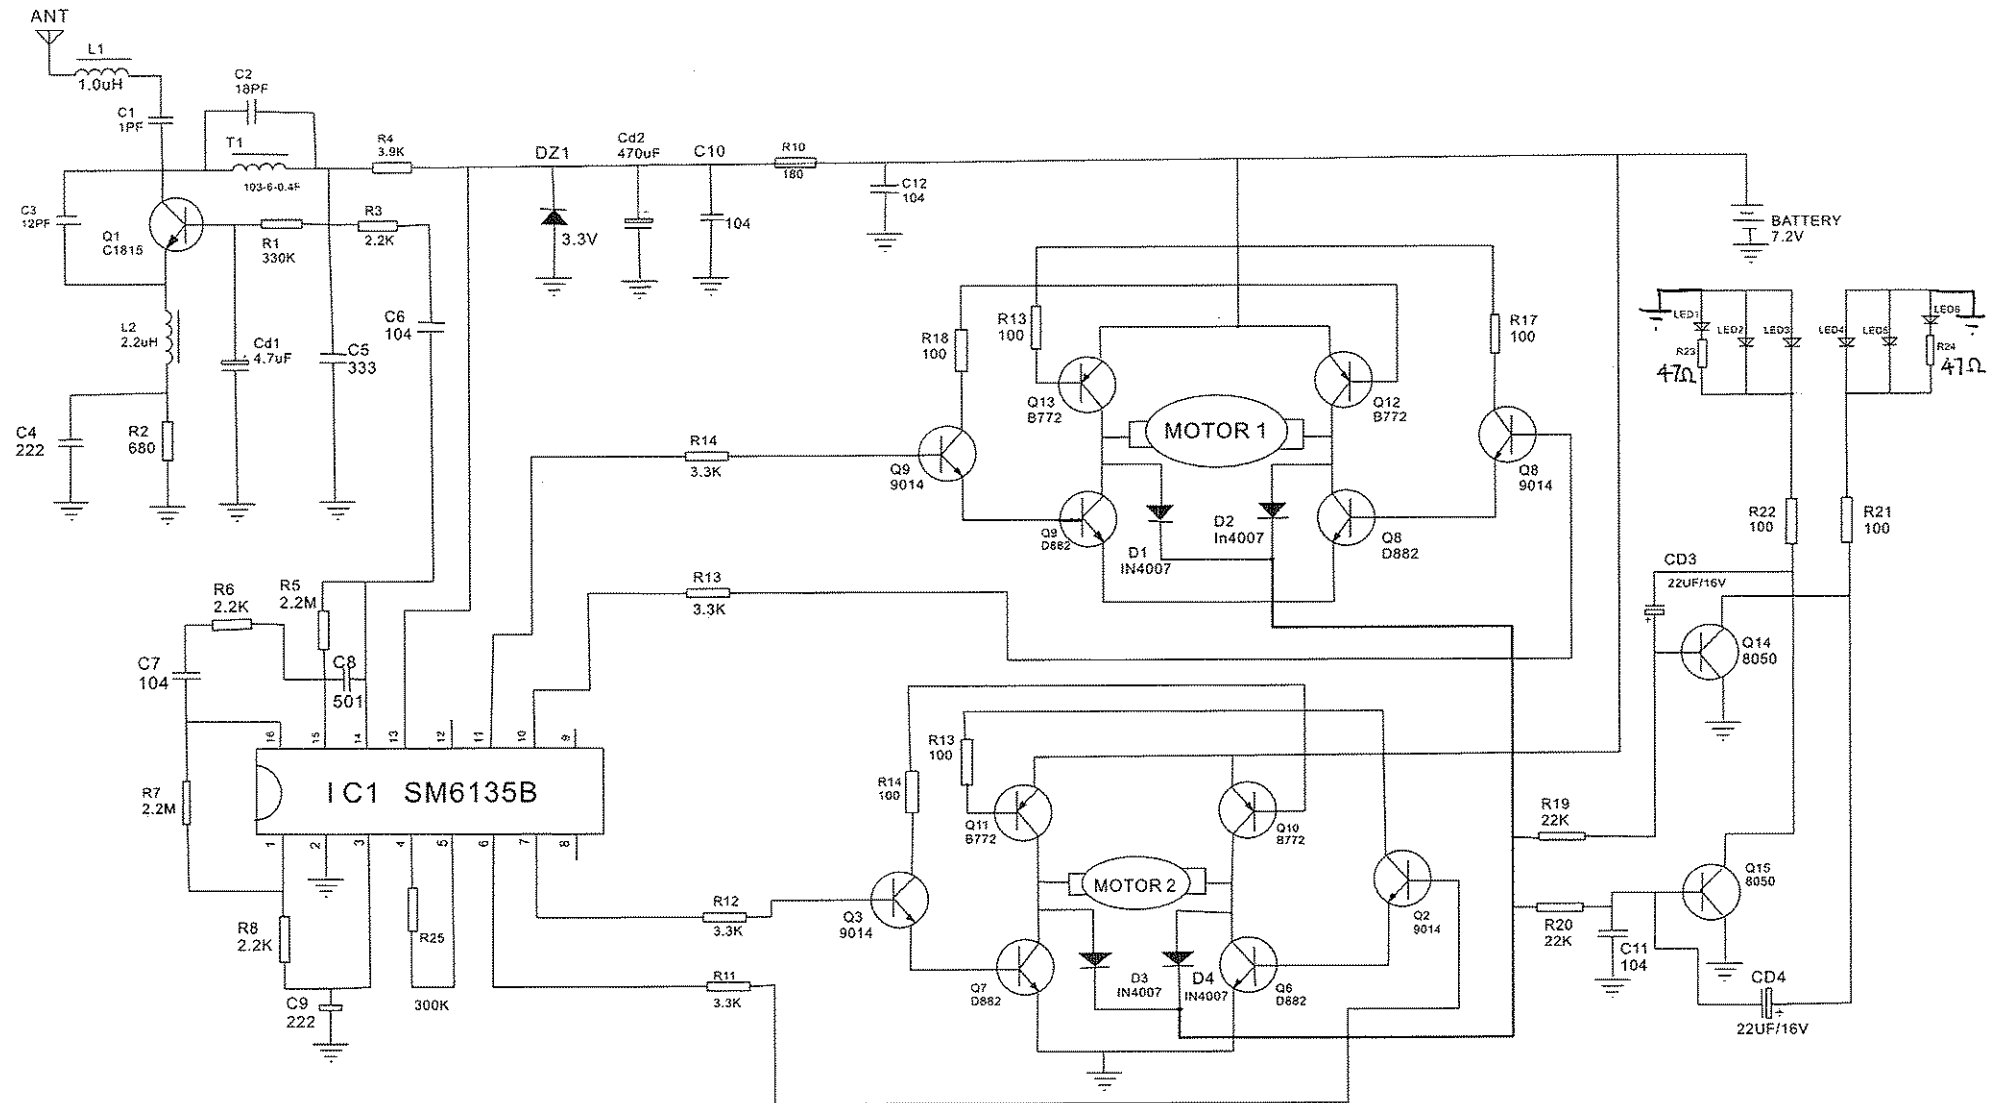 ANT
L1
1.0uH
C1
1PF
C2
18PF
T1
103-6-0.4F
R4
3.9K
DZ1
3.3V
Cd2
470uF
C10
104
R10
180
C12
104
BATTERY
7.2V
C3
12PF
Q1
C1815
R1
330K
R3
2.2K
L2
2.2uH
Cd1
4.7uF
C5
333
C6
104
C4
222
R2
680
R18
100
R13
100
R17
100
Q13
B772
Q12
B772
MOTOR 1
R14
3.3K
Q9
9014
Q8
9014
Q9
D882
D1
IN4007
D2
In4007
Q8
D882
LED1
LED2
LED3
LED4
LED5
LED6
R23
47Ω
R24
47Ω
R22
100
R21
100
CD3
22UF/16V
Q14
8050
R6
2.2K
R5
2.2M
C7
104
C8
501
R13
3.3K
16
15
14
13
12
11
10
9
IC1 SM6135B
1
2
3
4
5
6
7
8
R7
2.2M
R8
2.2K
R25
300K
C9
222
R13
100
R14
100
Q11
B772
Q10
B772
MOTOR 2
R12
3.3K
Q3
9014
Q2
9014
R11
3.3K
Q7
D882
D3
IN4007
D4
IN4007
Q6
D882
R19
22K
R20
22K
C11
104
Q15
8050
CD4
22UF/16V